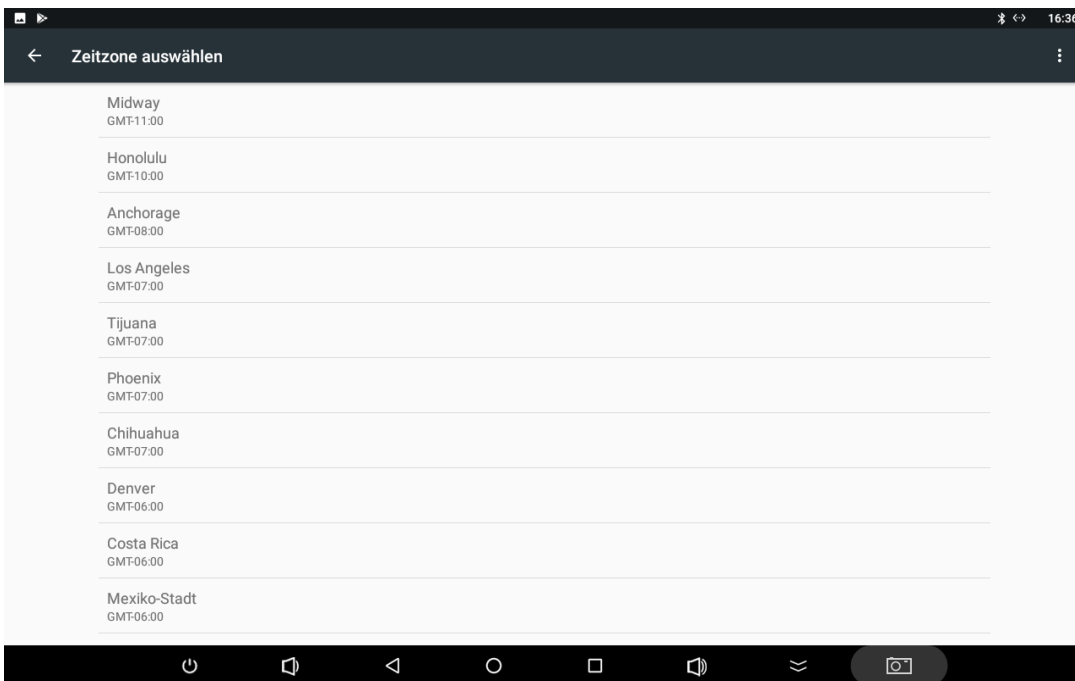 16:36
Zeitzone auswählen
Midway
GMT-11:00
Honolulu
GMT-10:00
Anchorage
GMT-08:00
Los Angeles
GMT-07:00
Tijuana
GMT-07:00
Phoenix
GMT-07:00
Chihuahua
GMT-07:00
Denver
GMT-06:00
Costa Rica
GMT-06:00
Mexiko-Stadt
GMT-06:00